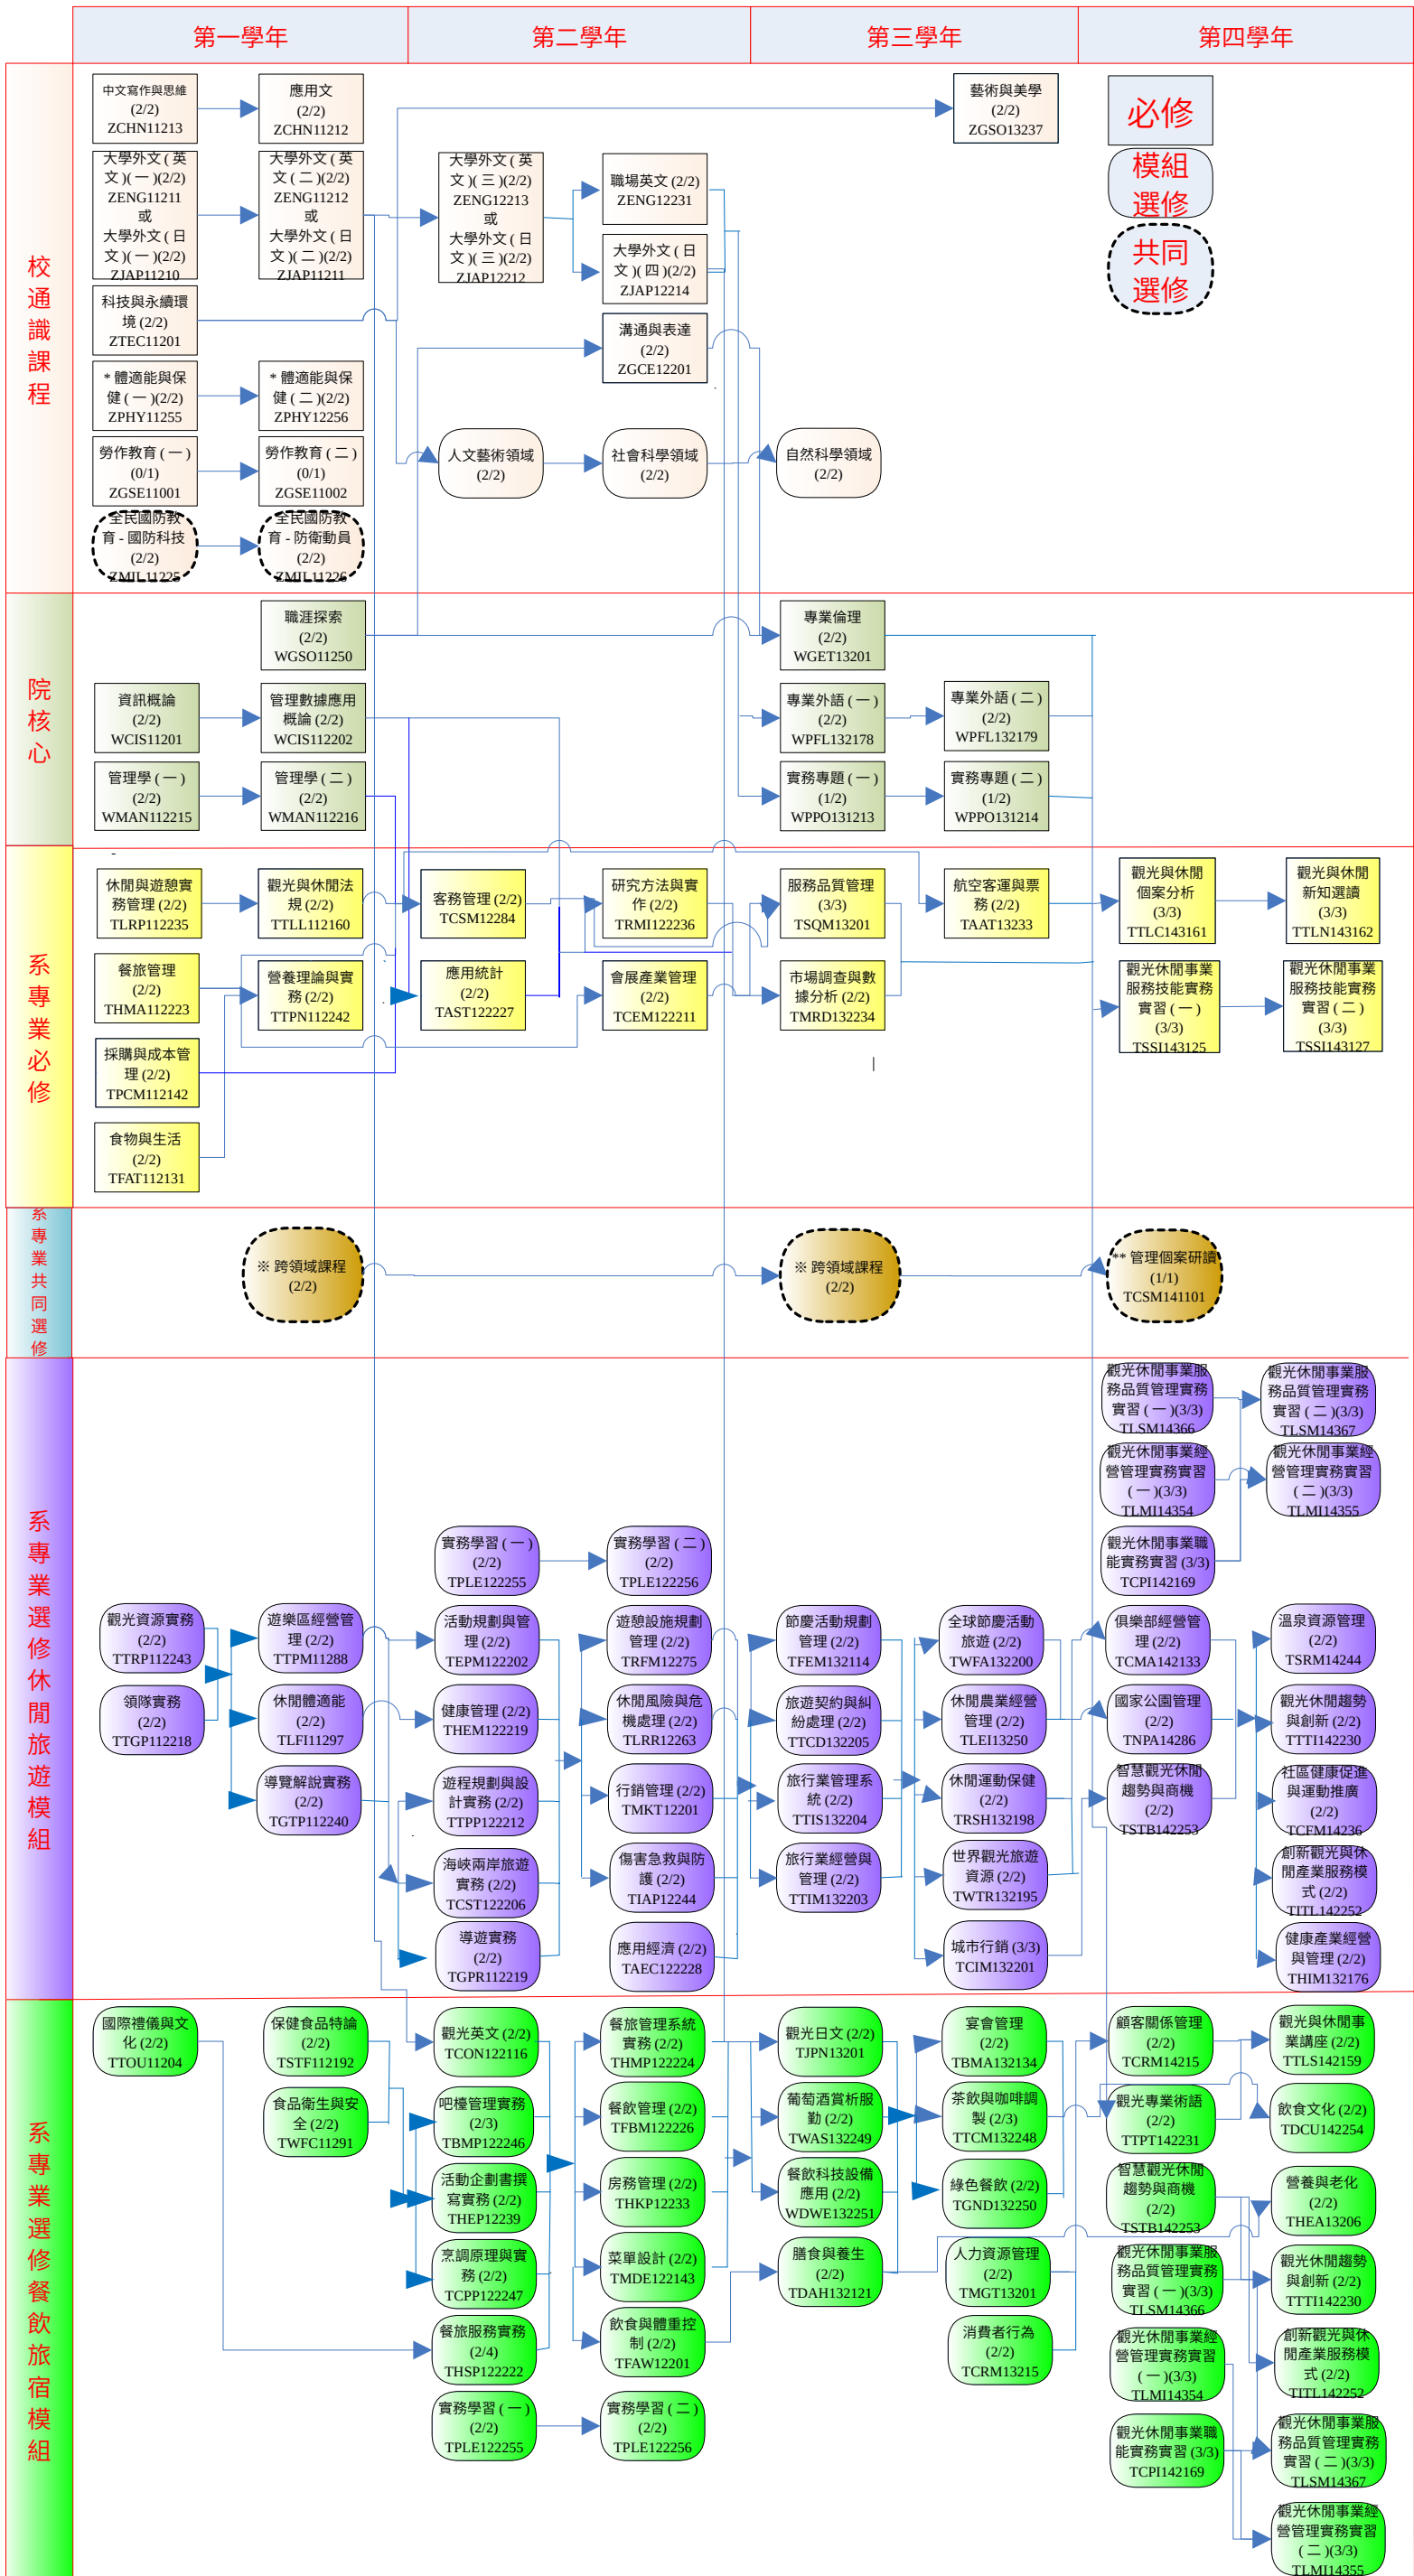 第一學年
第二學年
第三學年
第四學年
校通識課程
中文寫作與思維
(2/2)
ZCHN11213
應用文
(2/2)
ZCHN11212
藝術與美學
(2/2)
ZGSO13237
必修
模組
選修
共同
選修
大學外文 ( 英
文 )( 一 )(2/2)
ZENG11211
或
大學外文 ( 日
文 )( 一 )(2/2)
ZJAP11210
大學外文 ( 英
文 ( 二 )(2/2)
ZENG11212
或
大學外文 ( 日
文 )( 二 )(2/2)
ZJAP11211
大學外文 ( 英
文 )( 三 )(2/2)
ZENG12213
或
大學外文 ( 日
文 )( 三 )(2/2)
ZJAP12212
職場英文 (2/2)
ZENG12231
大學外文 ( 日
文 )( 四 )(2/2)
ZJAP12214
科技與永續環
境 (2/2)
ZTEC11201
溝通與表達
(2/2)
ZGCE12201
* 體適能與保
健 ( 一 )(2/2)
ZPHY11255
* 體適能與保
健 ( 二 )(2/2)
ZPHY12256
勞作教育 ( 一 )
(0/1)
ZGSE11001
勞作教育 ( 二 )
(0/1)
ZGSE11002
人文藝術領域
(2/2)
社會科學領域
(2/2)
自然科學領域
(2/2)
全民國防教
育 - 國防科技
(2/2)
ZMIL11225
全民國防教
育 - 防衛動員
(2/2)
ZMIL11226
院核心
職涯探索
(2/2)
WGSO11250
專業倫理
(2/2)
WGET13201
資訊概論
(2/2)
WCIS11201
管理數據應用
概論 (2/2)
WCIS112202
專業外語 ( 一 )
(2/2)
WPFL132178
專業外語 ( 二 )
(2/2)
WPFL132179
管理學 ( 一 )
(2/2)
WMAN112215
管理學 ( 二 )
(2/2)
WMAN112216
實務專題 ( 一 )
(1/2)
WPPO131213
實務專題 ( 二 )
(1/2)
WPPO131214
系專業必修
休閒與遊憩實
務管理 (2/2)
TLRP112235
觀光與休閒法
規 (2/2)
TTLL112160
客務管理 (2/2)
TCSM12284
研究方法與實
作 (2/2)
TRMI122236
服務品質管理
(3/3)
TSQM13201
航空客運與票
務 (2/2)
TAAT13233
觀光與休閒
個案分析
(3/3)
TTLC143161
觀光與休閒
新知選讀
(3/3)
TTLN143162
餐旅管理
(2/2)
THMA112223
營養理論與實
務 (2/2)
TTPN112242
應用統計
(2/2)
TAST122227
會展產業管理
(2/2)
TCEM122211
市場調查與數
據分析 (2/2)
TMRD132234
觀光休閒事業
服務技能實務
實習 ( 一 )
(3/3)
TSSI143125
觀光休閒事業
服務技能實務
實習 ( 二 )
(3/3)
TSSI143127
採購與成本管
理 (2/2)
TPCM112142
食物與生活
(2/2)
TFAT112131
系專業共同選修
※ 跨領域課程
(2/2)
※ 跨領域課程
(2/2)
** 管理個案研讀
(1/1)
TCSM141101
系專業選修休閒旅遊模組
觀光休閒事業服
務品質管理實務
實習 ( 一 )(3/3)
TLSM14366
觀光休閒事業服
務品質管理實務
實習 ( 二 )(3/3)
TLSM14367
觀光休閒事業經
營管理實務實習
( 一 )(3/3)
TLMI14354
觀光休閒事業經
營管理實務實習
( 二 )(3/3)
TLMI14355
實務學習 ( 一 )
(2/2)
TPLE122255
實務學習 ( 二 )
(2/2)
TPLE122256
觀光休閒事業職
能實務實習 (3/3)
TCPI142169
觀光資源實務
(2/2)
TTRP112243
遊樂區經營管
理 (2/2)
TTPM11288
活動規劃與管
理 (2/2)
TEPM122202
遊憩設施規劃
管理 (2/2)
TRFM12275
節慶活動規劃
管理 (2/2)
TFEM132114
全球節慶活動
旅遊 (2/2)
TWFA132200
俱樂部經營管
理 (2/2)
TCMA142133
溫泉資源管理
(2/2)
TSRM14244
領隊實務
(2/2)
TTGP112218
休閒體適能
(2/2)
TLFI11297
健康管理 (2/2)
THEM122219
休閒風險與危
機處理 (2/2)
TLRR12263
旅遊契約與糾
紛處理 (2/2)
TTCD132205
休閒農業經營
管理 (2/2)
TLEI13250
國家公園管理
(2/2)
TNPA14286
觀光休閒趨勢
與創新 (2/2)
TTTI142230
導覽解說實務
(2/2)
TGTP112240
遊程規劃與設
計實務 (2/2)
TTPP122212
行銷管理 (2/2)
TMKT12201
旅行業管理系
統 (2/2)
TTIS132204
休閒運動保健
(2/2)
TRSH132198
智慧觀光休閒
趨勢與商機
(2/2)
TSTB142253
社區健康促進
與運動推廣
(2/2)
TCFM14236
海峽兩岸旅遊
實務 (2/2)
TCST122206
傷害急救與防
護 (2/2)
TIAP12244
旅行業經營與
管理 (2/2)
TTIM132203
世界觀光旅遊
資源 (2/2)
TWTR132195
創新觀光與休
閒產業服務模
式 (2/2)
TITL142252
導遊實務
(2/2)
TGPR112219
應用經濟 (2/2)
TAEC122228
城市行銷 (3/3)
TCIM132201
健康產業經營
與管理 (2/2)
THIM132176
系專業選修餐飲旅宿模組
國際禮儀與文
化 (2/2)
TTOU11204
保健食品特論
(2/2)
TSTF112192
觀光英文 (2/2)
TCON122116
餐旅管理系統
實務 (2/2)
THMP122224
觀光日文 (2/2)
TJPN13201
宴會管理
(2/2)
TBMA132134
顧客關係管理
(2/2)
TCRM14215
觀光與休閒事
業講座 (2/2)
TTLS142159
食品衛生與安
全 (2/2)
TWFC11291
吧檯管理實務
(2/3)
TBMP122246
餐飲管理 (2/2)
TFBM122226
葡萄酒賞析服
勤 (2/2)
TWAS132249
茶飲與咖啡調
製 (2/3)
TTCM132248
觀光專業術語
(2/2)
TTPT142231
飲食文化 (2/2)
TDCU142254
活動企劃書撰
寫實務 (2/2)
THEP12239
房務管理 (2/2)
THKP12233
餐飲科技設備
應用 (2/2)
WDWE132251
綠色餐飲 (2/2)
TGND132250
智慧觀光休閒
趨勢與商機
(2/2)
TSTB142253
營養與老化
(2/2)
THEA13206
烹調原理與實
務 (2/2)
TCPP122247
菜單設計 (2/2)
TMDE122143
膳食與養生
(2/2)
TDAH132121
人力資源管理
(2/2)
TMGT13201
觀光休閒事業服
務品質管理實務
實習 ( 一 )(3/3)
TLSM14366
觀光休閒趨勢
與創新 (2/2)
TTTI142230
餐旅服務實務
(2/4)
THSP122222
飲食與體重控
制 (2/2)
TFAW12201
消費者行為
(2/2)
TCRM13215
觀光休閒事業經
營管理實務實習
( 一 )(3/3)
TLMI14354
創新觀光與休
閒產業服務模
式 (2/2)
TITL142252
實務學習 ( 一 )
(2/2)
TPLE122255
實務學習 ( 二 )
(2/2)
TPLE122256
觀光休閒事業職
能實務實習 (3/3)
TCPI142169
觀光休閒事業服
務品質管理實務
實習 ( 二 )(3/3)
TLSM14367
觀光休閒事業經
營管理實務實習
( 二 )(3/3)
TLMI14355